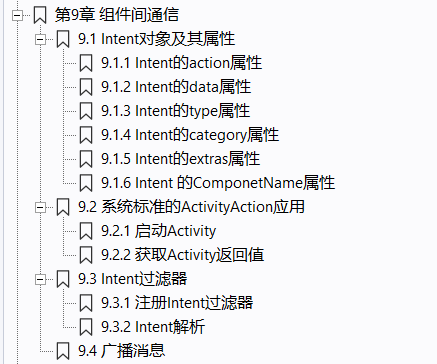 第9章 组件间通信
9.1 Intent对象及其属性
9.1.1 Intent的action属性
9.1.2 Intent的data属性
9.1.3 Intent的type属性
9.1.4 Intent的category属性
9.1.5 Intent的extras属性
9.1.6 Intent 的ComponetName属性
9.2 系统标准的ActivityAction应用
9.2.1 启动Activity
9.2.2 获取Activity返回值
9.3 Intent过滤器
9.3.1 注册Intent过滤器
9.3.2 Intent解析
9.4 广播消息